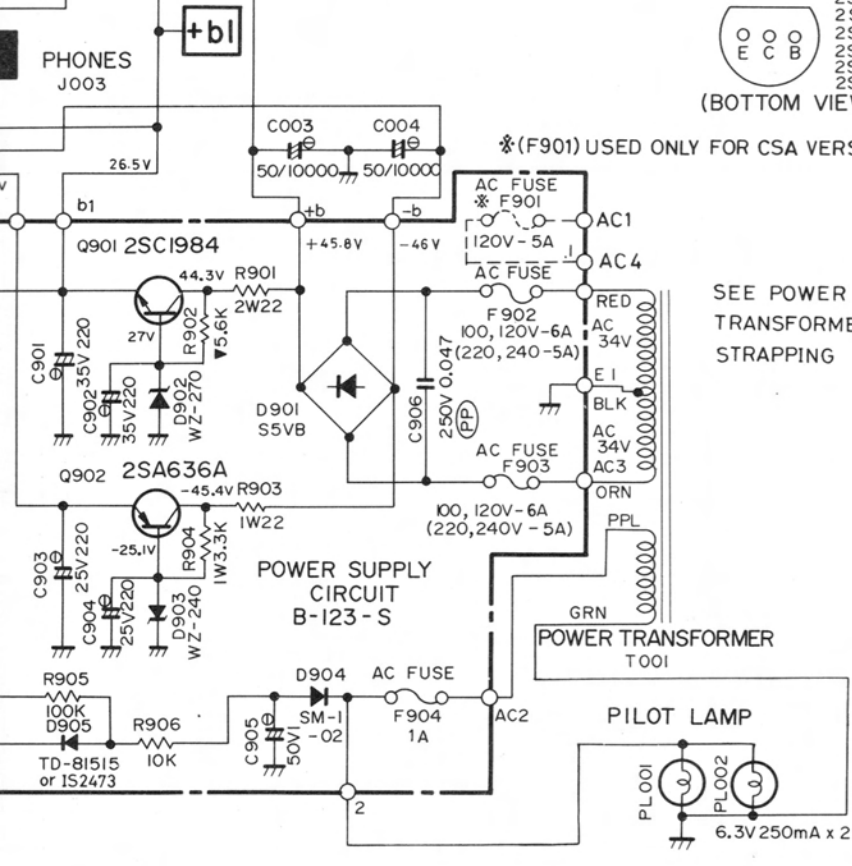 +b1
PHONES
J003
E C B
(BOTTOM VIE
※(F901) USED ONLY FOR CSA VERS
C003
C004
50/10000
50/10000
26.5V
AC FUSE
※ F901
120V-5A
AC1
AC4
b1
+b
-b
+45.8V
-46V
Q901 2SC1984
44.3V
R901
2W22
R902
▼5.6K
27V
AC FUSE
F902
100, 120V-6A
(220, 240-5A)
RED
AC
34V
SEE POWER
TRANSFORME
STRAPPING
C901
35V 220
C902
35V220
D902
WZ-270
D901
S5VB
C906
250V 0.047
PP
E1
BLK
AC
34V
AC FUSE
F903
AC3
ORN
100, 120V-6A
(220,240V-5A)
Q902
2SA636A
-45.4V
R903
1W22
R904
1W3.3K
-25.1V
C903
25V220
C904
25V220
D903
WZ-240
POWER SUPPLY
CIRCUIT
B-123-S
PPL
GRN
POWER TRANSFORMER
T001
R905
100K
D905
TD-81515
or IS2473
R906
10K
C905
50V1
D904
SM-1
-02
AC FUSE
F904
1A
AC2
2
PILOT LAMP
PL001
PL002
6.3V 250mA x 2